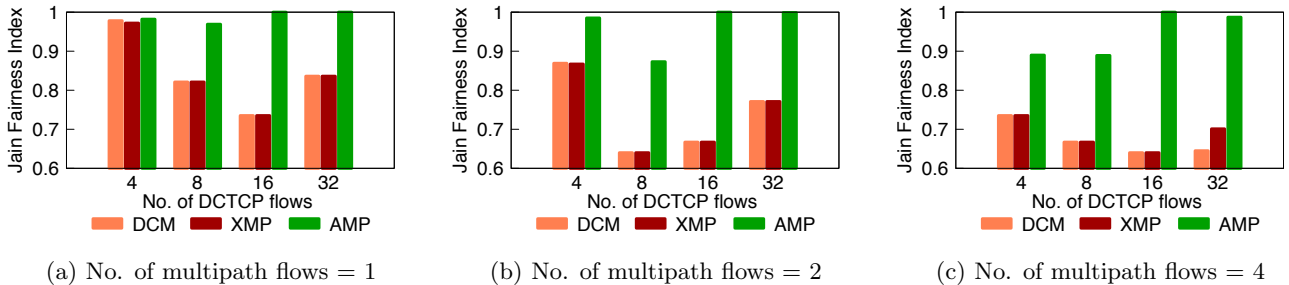 Jain Fairness Index
1
0.9
0.8
0.7
0.6
4 8 16 32
No. of DCTCP flows
DCM XMP AMP
(a) No. of multipath flows = 1
Jain Fairness Index
1
0.9
0.8
0.7
0.6
4 8 16 32
No. of DCTCP flows
DCM XMP AMP
(b) No. of multipath flows = 2
Jain Fairness Index
1
0.9
0.8
0.7
0.6
4 8 16 32
No. of DCTCP flows
DCM XMP AMP
(c) No. of multipath flows = 4